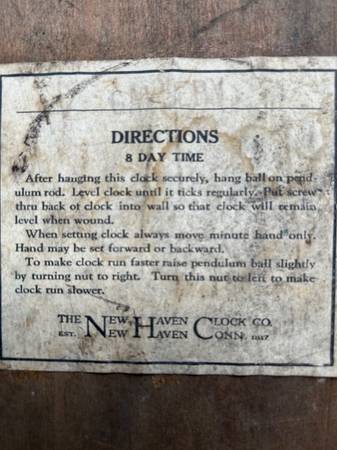 DIRECTIONS
8 DAY TIME
After hanging this clock securely, hang ball on pend-
ulum rod. Level clock until it ticks regularly. Put screw
thru back of clock into wall so that clock will remain
level when wound.
When setting clock always move minute hand only.
Hand may be set forward or backward.
To make clock run faster raise pendulum ball slightly
by turning nut to right. Turn this nut to left to make
clock run slower.
THE NEW HAVEN CLOCK CO.
EST. NEW HAVEN CONN. 1817